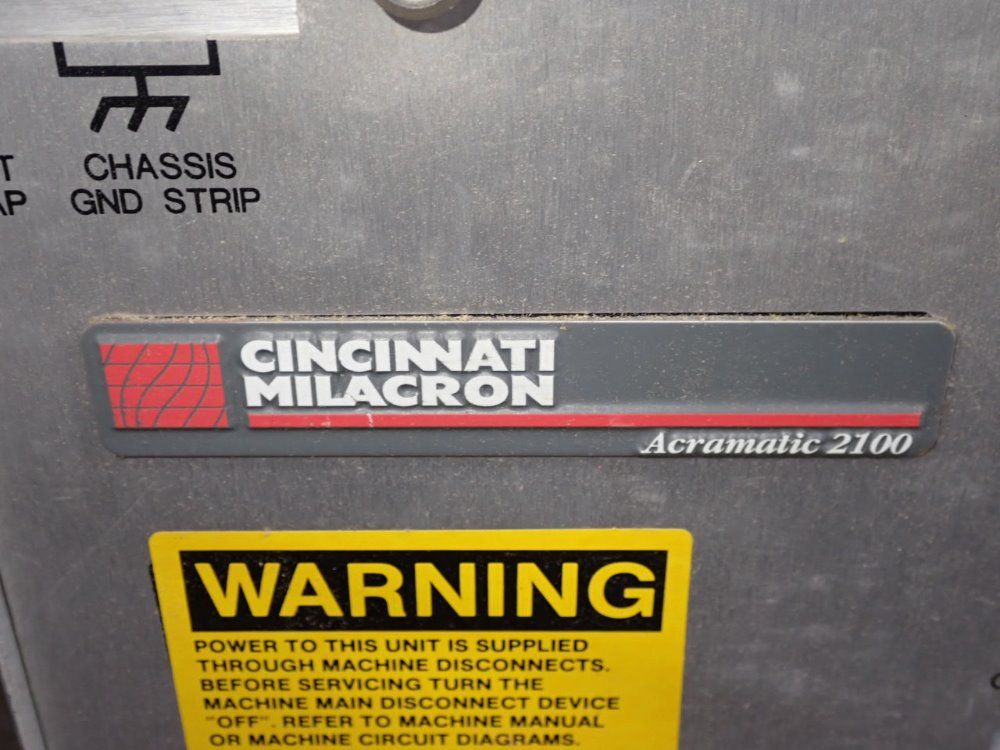 CHASSIS
GND STRIP
CINCINNATI
MILACRON
Acramatic 2100
WARNING
POWER TO THIS UNIT IS SUPPLIED
THROUGH MACHINE DISCONNECTS.
BEFORE SERVICING TURN THE
MACHINE MAIN DISCONNECT DEVICE
"OFF". REFER TO MACHINE MANUAL
OR MACHINE CIRCUIT DIAGRAMS.